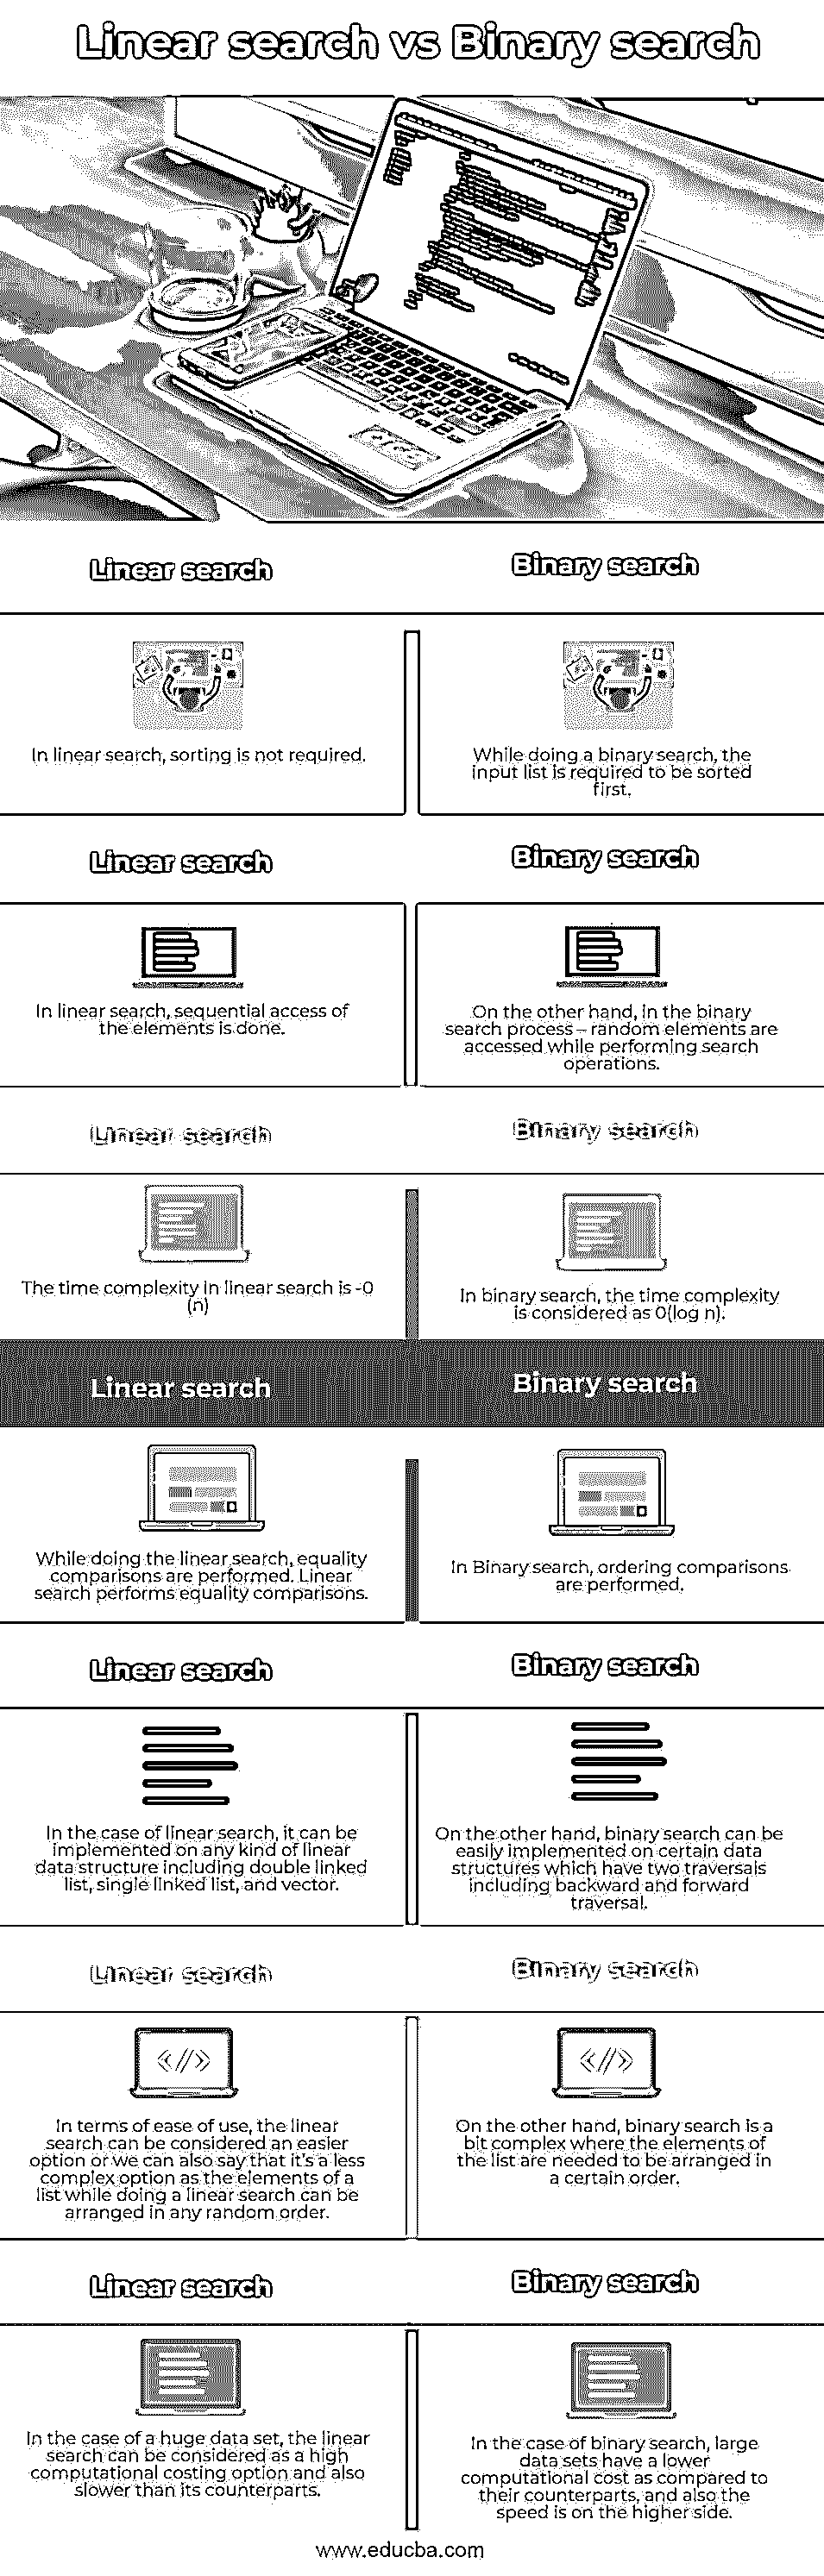 Linear search vs Binary search
Linear search
Binary search
In linear search, sorting is not required.
While doing a binary search, the
input list is required to be sorted
first.
Linear search
Binary search
In linear search, sequential access of
the elements is done.
On the other hand, in the binary
search process – random elements are
accessed while performing search
operations.
Linear search
Binary search
The time complexity in linear search is -0
(n)
In binary search, the time complexity
is considered as 0(log n).
Linear search
Binary search
While doing the linear search, equality
comparisons are performed. Linear
search performs equality comparisons.
In Binary search, ordering comparisons
are performed.
Linear search
Binary search
In the case of linear search, it can be
implemented on any kind of linear
data structure including double linked
list, single linked list, and vector.
On the other hand, binary search can be
easily implemented on certain data
structures which have two traversals
including backward and forward
traversal.
Linear search
Binary search
</>
</>
In terms of ease of use, the linear
search can be considered an easier
option or we can also say that it's a less
complex option as the elements of a
list while doing a linear search can be
arranged in any random order.
On the other hand, binary search is a
bit complex where the elements of
the list are needed to be arranged in
a certain order.
Linear search
Binary search
In the case of a huge data set, the linear
search can be considered as a high
computational costing option and also
slower than its counterparts.
In the case of binary search, large
data sets have a lower
computational cost as compared to
their counterparts, and also the
speed is on the higher side.
www.educba.com